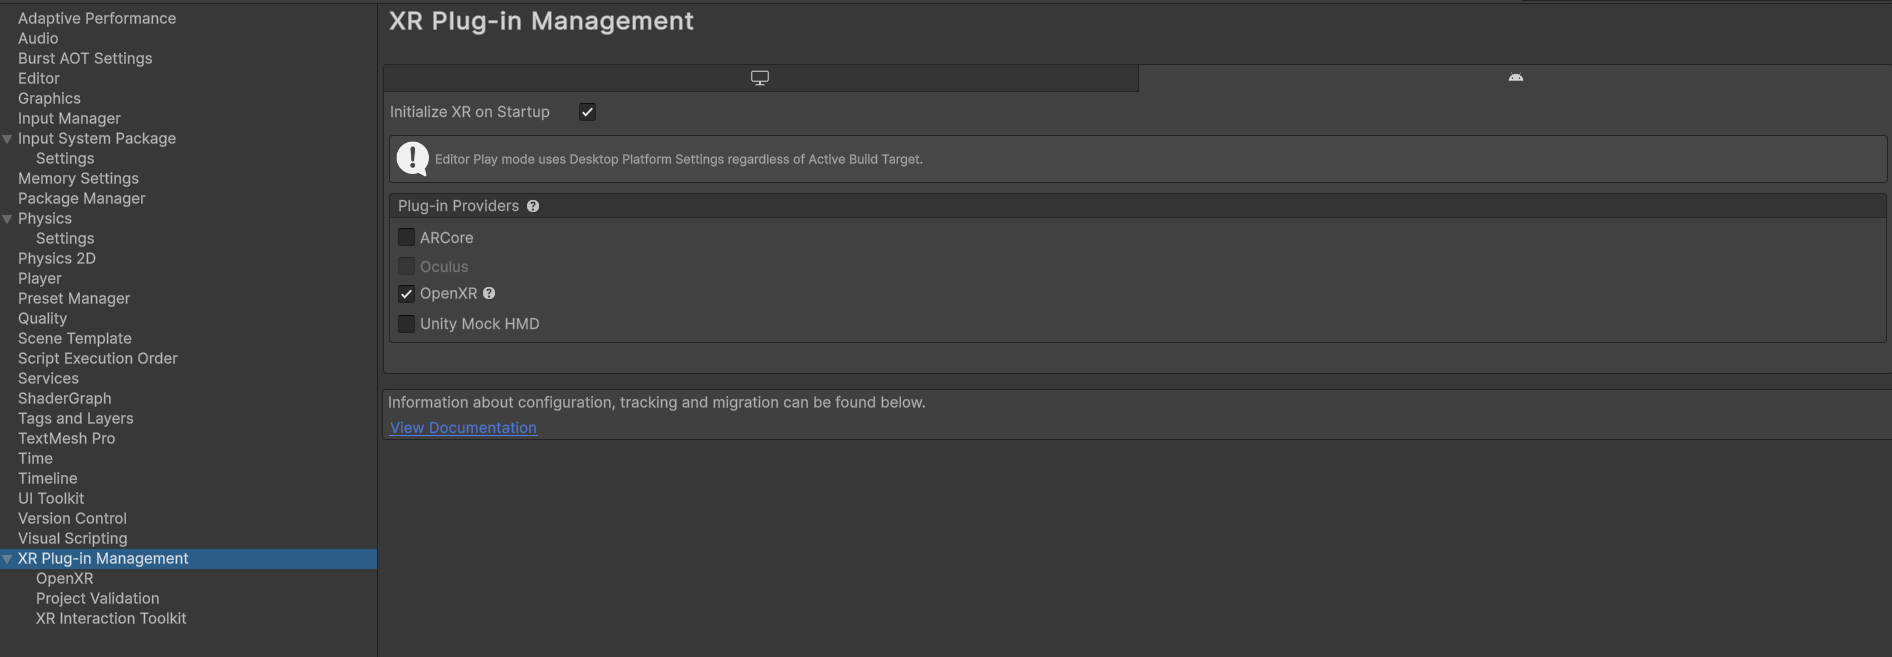 Adaptive Performance
Audio
Burst AOT Settings
Editor
Graphics
Input Manager
Input System Package
Settings
Memory Settings
Package Manager
Physics
Settings
Physics 2D
Player
Preset Manager
Quality
Scene Template
Script Execution Order
Services
ShaderGraph
Tags and Layers
TextMesh Pro
Time
Timeline
UI Toolkit
Version Control
Visual Scripting
XR Plug-in Management
OpenXR
Project Validation
XR Interaction Toolkit
XR Plug-in Management
Initialize XR on Startup
Editor Play mode uses Desktop Platform Settings regardless of Active Build Target.
Plug-in Providers
ARCore
Oculus
OpenXR
Unity Mock HMD
Information about configuration, tracking and migration can be found below.
View Documentation